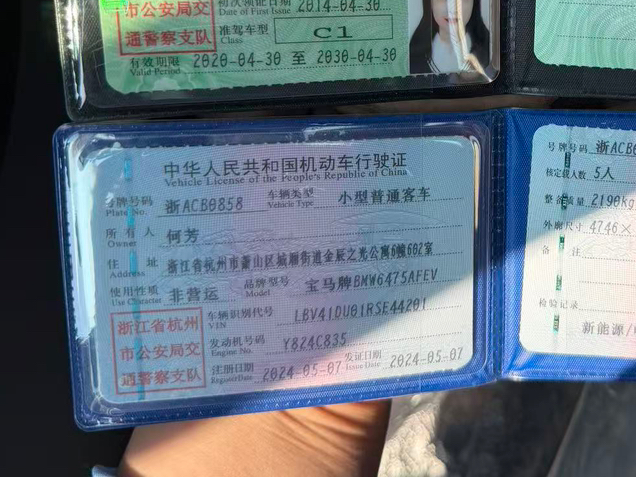 市公安局交
通警察支队
初次领证日期 2014-04-30
Date of First Issue
准驾车型 C1
Class
有效期限 2020-04-30 至 2030-04-30
Valid Period
中华人民共和国机动车行驶证
Vehicle License of the People's Republic of China
号牌号码 浙ACB0858 车辆类型 小型普通客车
Plate No. Vehicle Type
所有人 何芳
Owner
住址 浙江省杭州市萧山区城厢街道金辰之光公寓6幢602室
Address
使用性质 非营运 品牌型号 宝马牌BMW6475AFEV
Use Character Model
浙江省杭州
市公安局交
通警察支队
车辆识别代号 LBV41DU01RSE44201
VIN
发动机号码 Y824C835
Engine No.
注册日期 2024-05-07 发证日期 2024-05-07
Register Date Issue Date
号牌号码 浙ACB0
核定载人数 5人
整备质量 2190kg
外廓尺寸 4746×
备注
检验记录
新能源/